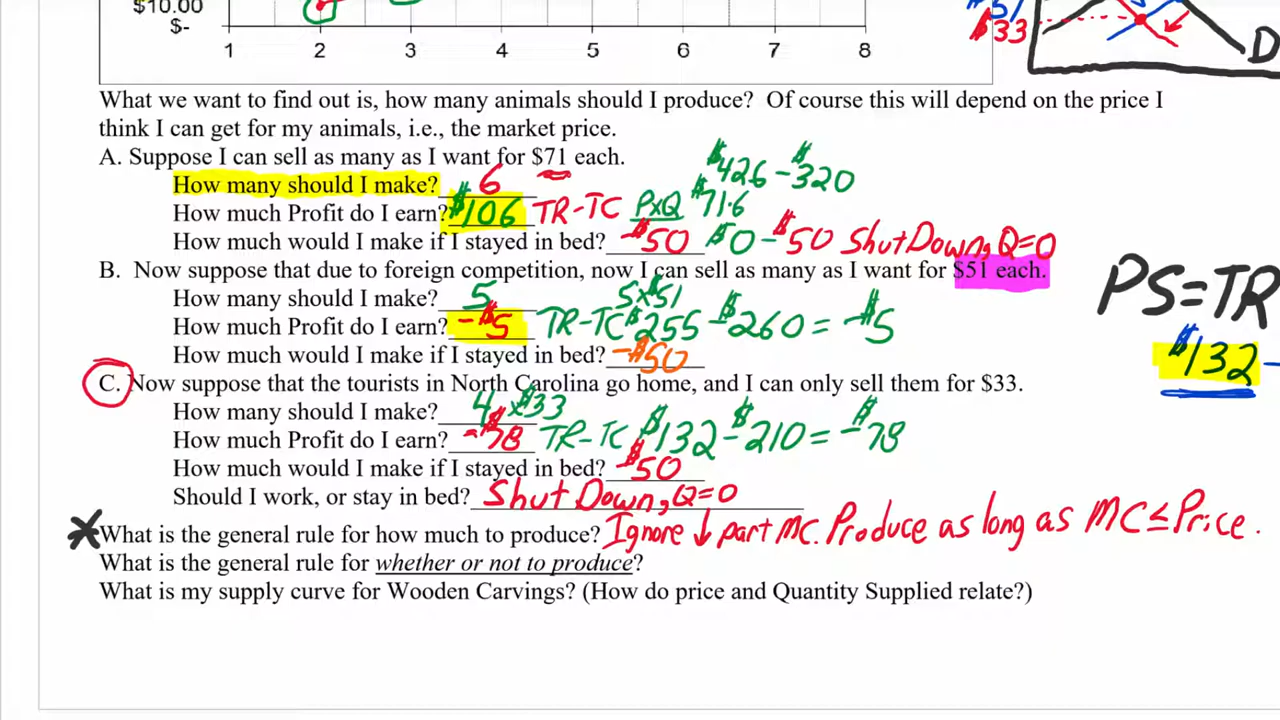 $10.00
$-
1 2 3 4 5 6 7 8
$51
$33
D
What we want to find out is, how many animals should I produce? Of course this will depend on the price I
think I can get for my animals, i.e., the market price.
A. Suppose I can sell as many as I want for $71 each.
$426 - $320
How many should I make? 6
How much Profit do I earn? $106 TR-TC PxQ $71·6
How much would I make if I stayed in bed? -$50 $0 - $50 Shut Down, Q=0
B. Now suppose that due to foreign competition, now I can sell as many as I want for $51 each.
How many should I make? 5 5x$51
How much Profit do I earn? -$5 TR-TC $255 - $260 = -$5
How much would I make if I stayed in bed? -$50
PS=TR
$132 -
C. Now suppose that the tourists in North Carolina go home, and I can only sell them for $33.
How many should I make? 4 x$33
How much Profit do I earn? -$78 TR-TC $132 - $210 = -$78
How much would I make if I stayed in bed? -$50
Should I work, or stay in bed? Shut Down, Q=0
What is the general rule for how much to produce? Ignore ↓ part MC. Produce as long as MC ≤ Price.
What is the general rule for whether or not to produce?
What is my supply curve for Wooden Carvings? (How do price and Quantity Supplied relate?)